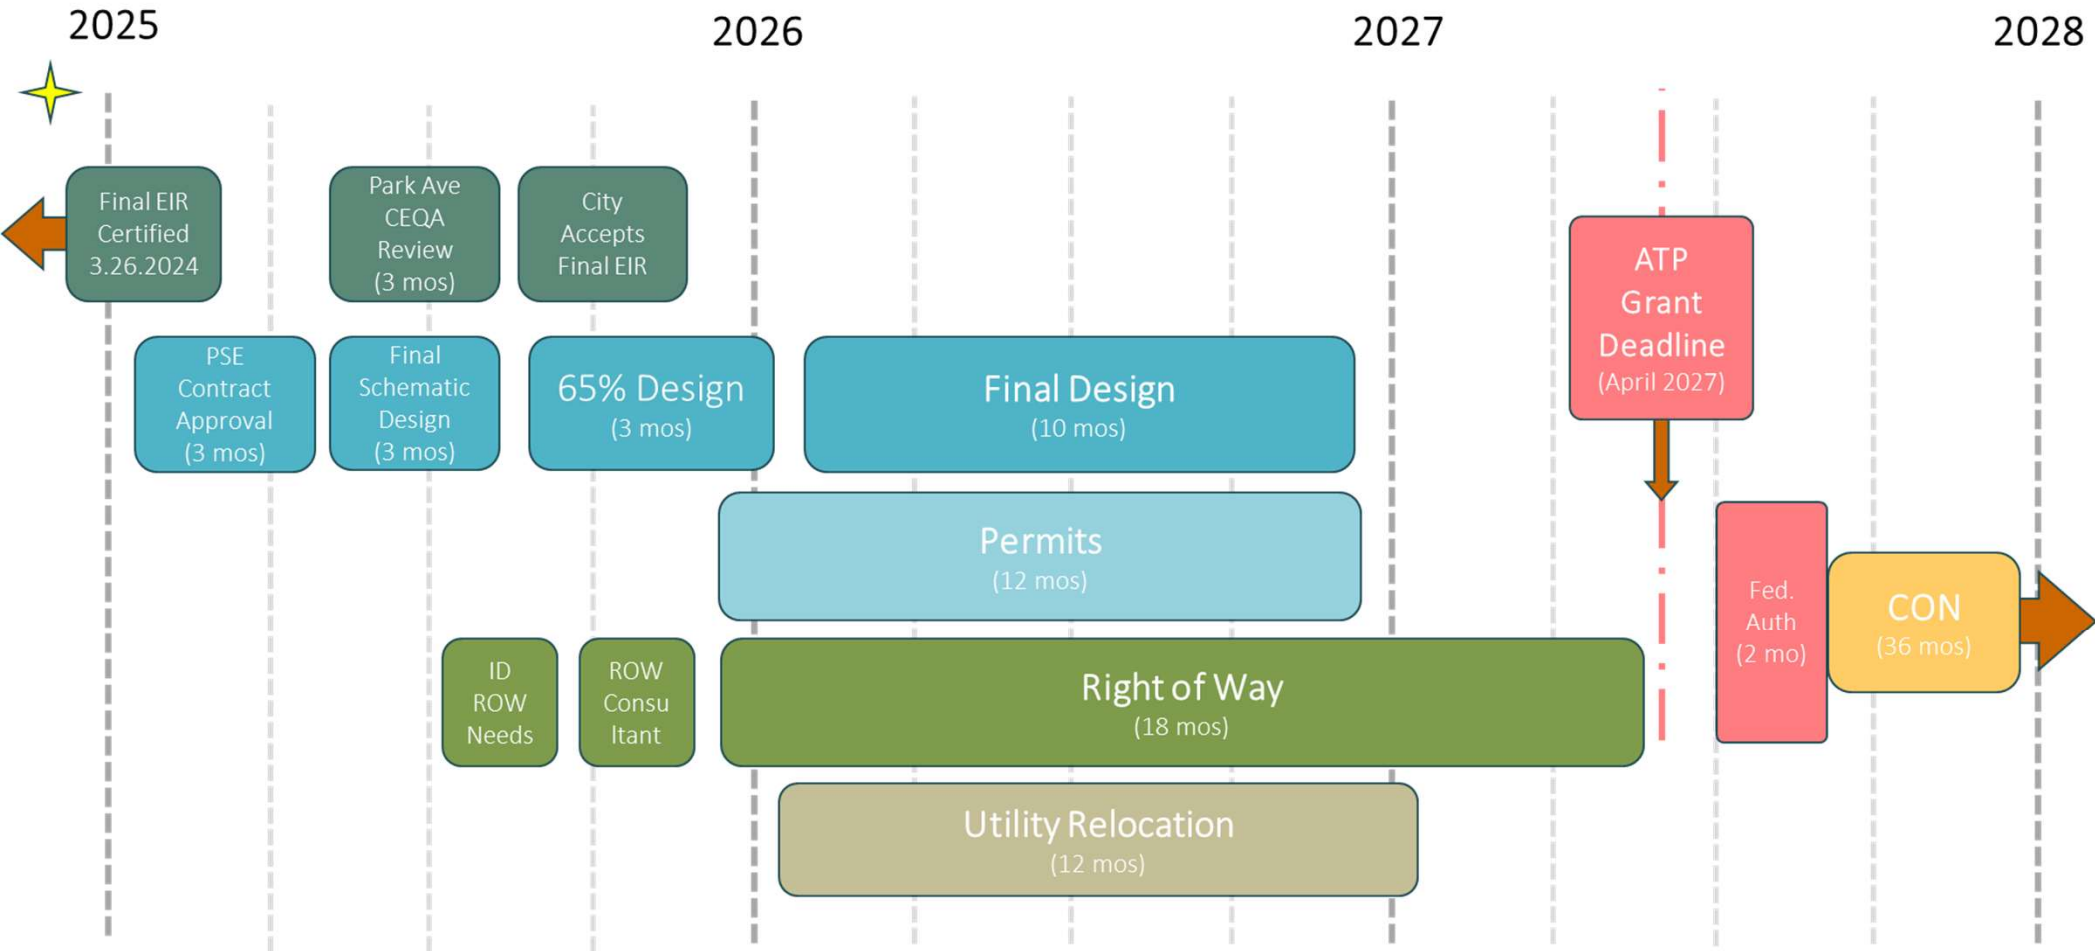 2025
2026
2027
2028
Final EIR
Certified
3.26.2024
Park Ave
CEQA
Review
(3 mos)
City
Accepts
Final EIR
ATP
Grant
Deadline
(April 2027)
PSE
Contract
Approval
(3 mos)
Final
Schematic
Design
(3 mos)
65% Design
(3 mos)
Final Design
(10 mos)
Permits
(12 mos)
Fed.
Auth
(2 mo)
CON
(36 mos)
ID
ROW
Needs
ROW
Consu
ltant
Right of Way
(18 mos)
Utility Relocation
(12 mos)